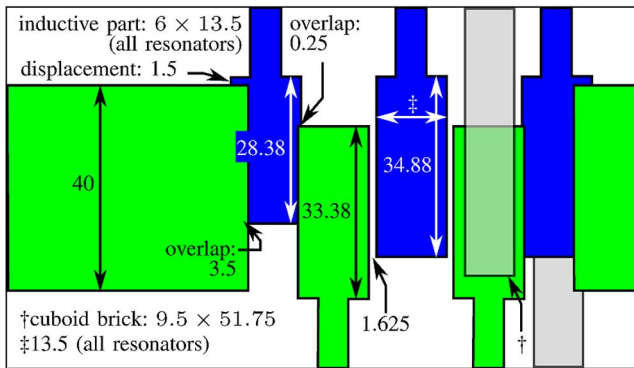 inductive part: 6 × 13.5
(all resonators)
overlap:
0.25
displacement: 1.5
‡
28.38
34.88
40
33.38
overlap:
3.5
1.625
†cuboid brick: 9.5 × 51.75
‡13.5 (all resonators)
†